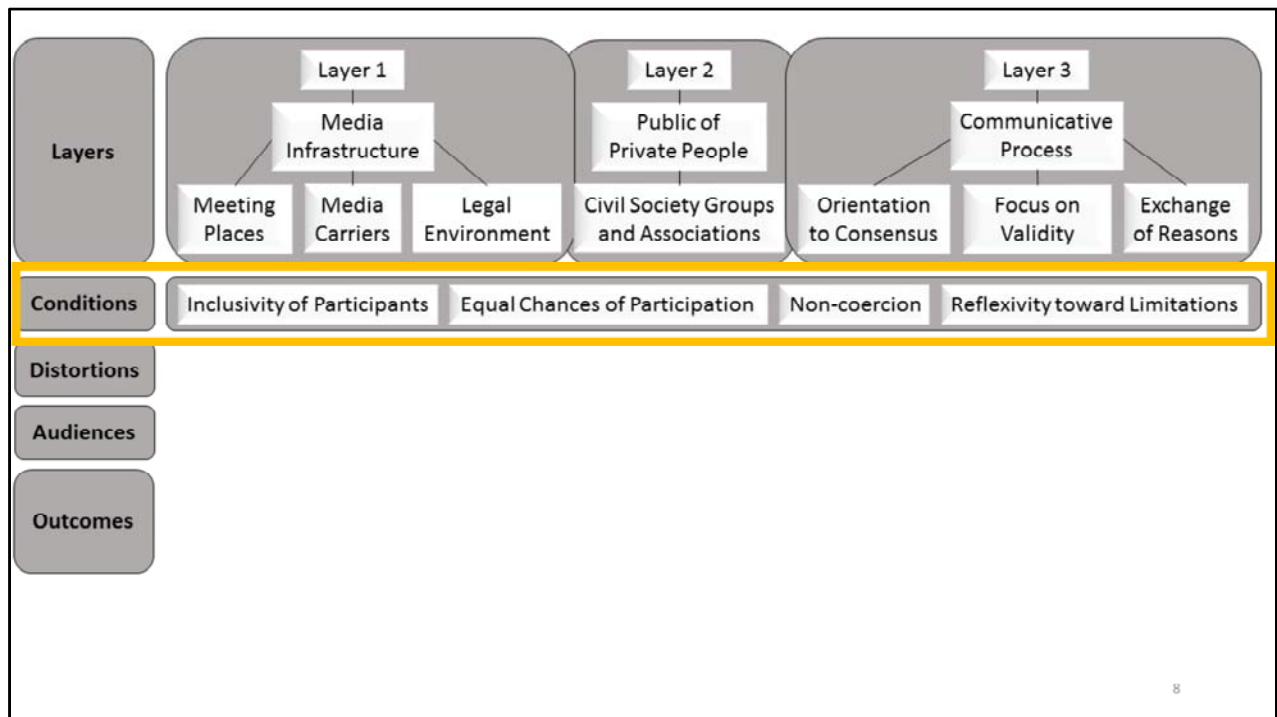 Layers
Layer 1
Media
Infrastructure
Meeting
Places
Media
Carriers
Legal
Environment
Layer 2
Public of
Private People
Civil Society Groups
and Associations
Layer 3
Communicative
Process
Orientation
to Consensus
Focus on
Validity
Exchange
of Reasons
Conditions
Inclusivity of Participants
Equal Chances of Participation
Non-coercion
Reflexivity toward Limitations
Distortions
Audiences
Outcomes
8